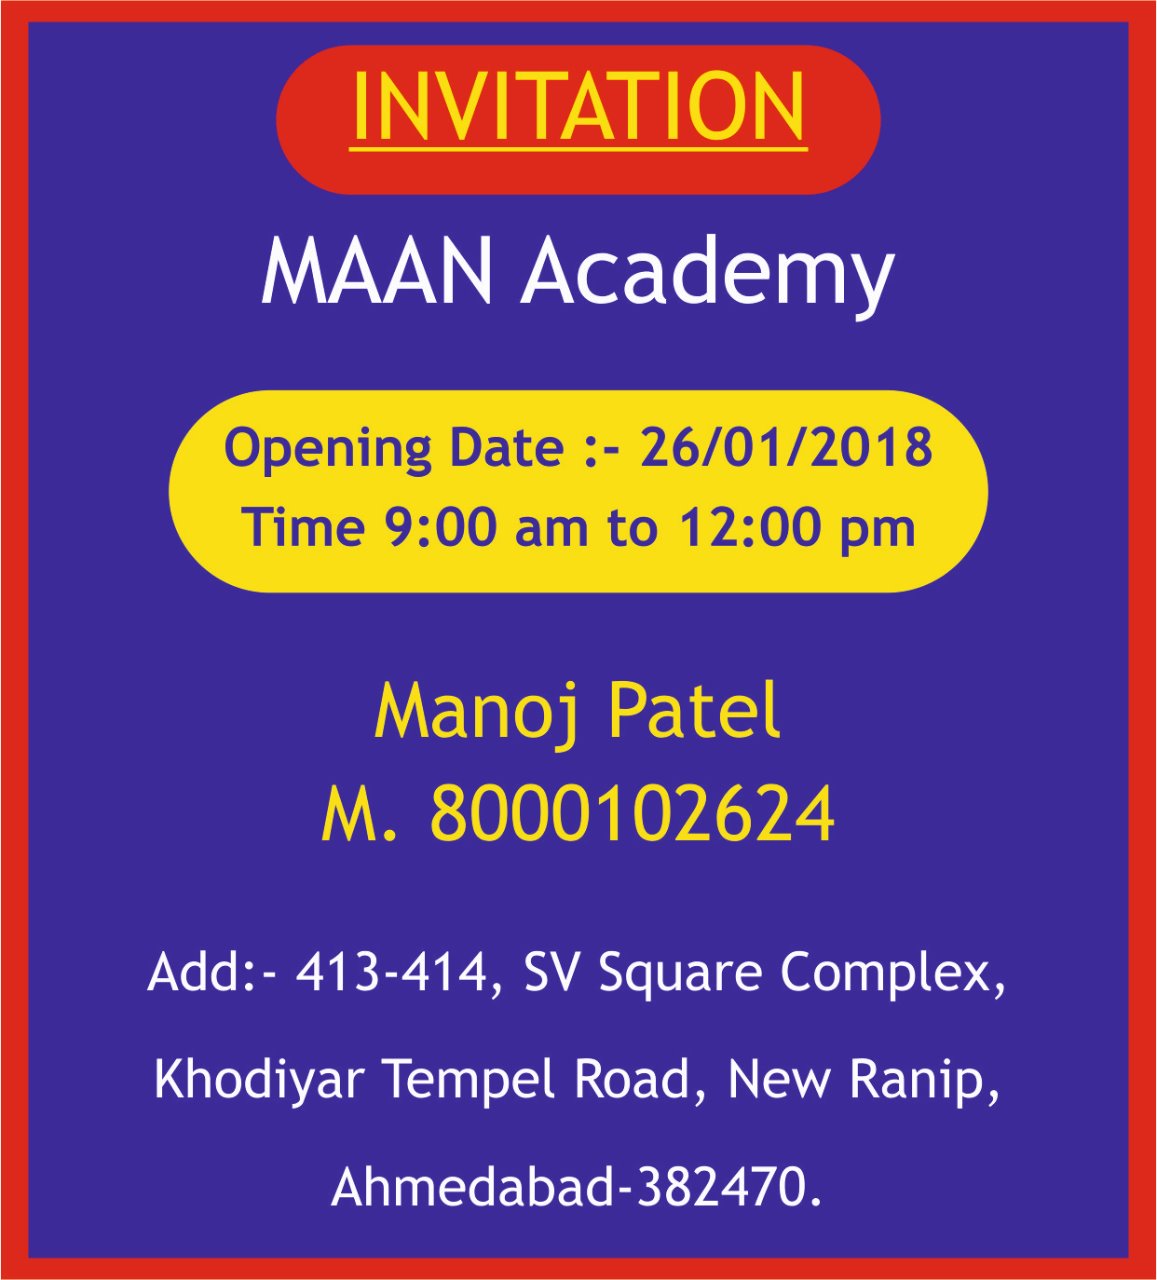 INVITATION
MAAN Academy
Opening Date :- 26/01/2018
Time 9:00 am to 12:00 pm
Manoj Patel
M. 8000102624
Add:- 413-414, SV Square Complex,
Khodiyar Tempel Road, New Ranip,
Ahmedabad-382470.